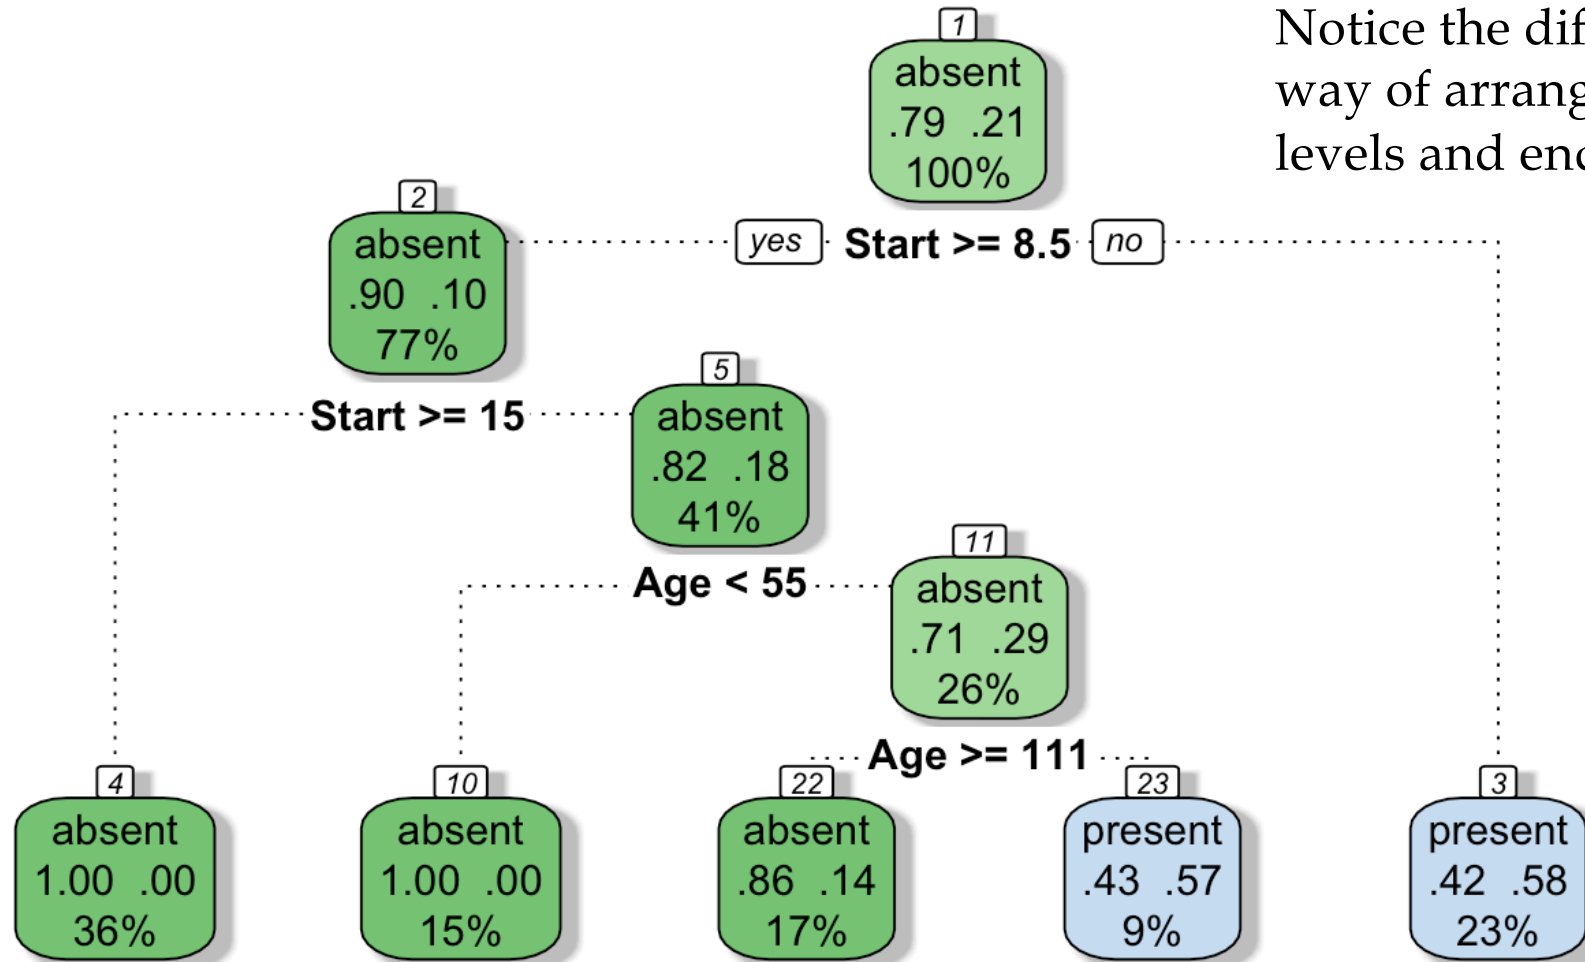 1
absent
.79 .21
100%
Notice the
way of
levels and
2
absent
.90 .10
77%
yes Start >= 8.5 no
5
absent
.82 .18
41%
Start >= 15
11
absent
.71 .29
26%
Age < 55
Age >= 111
4
absent
1.00 .00
36%
10
absent
1.00 .00
15%
22
absent
.86 .14
17%
23
present
.43 .57
9%
3
present
.42 .58
23%